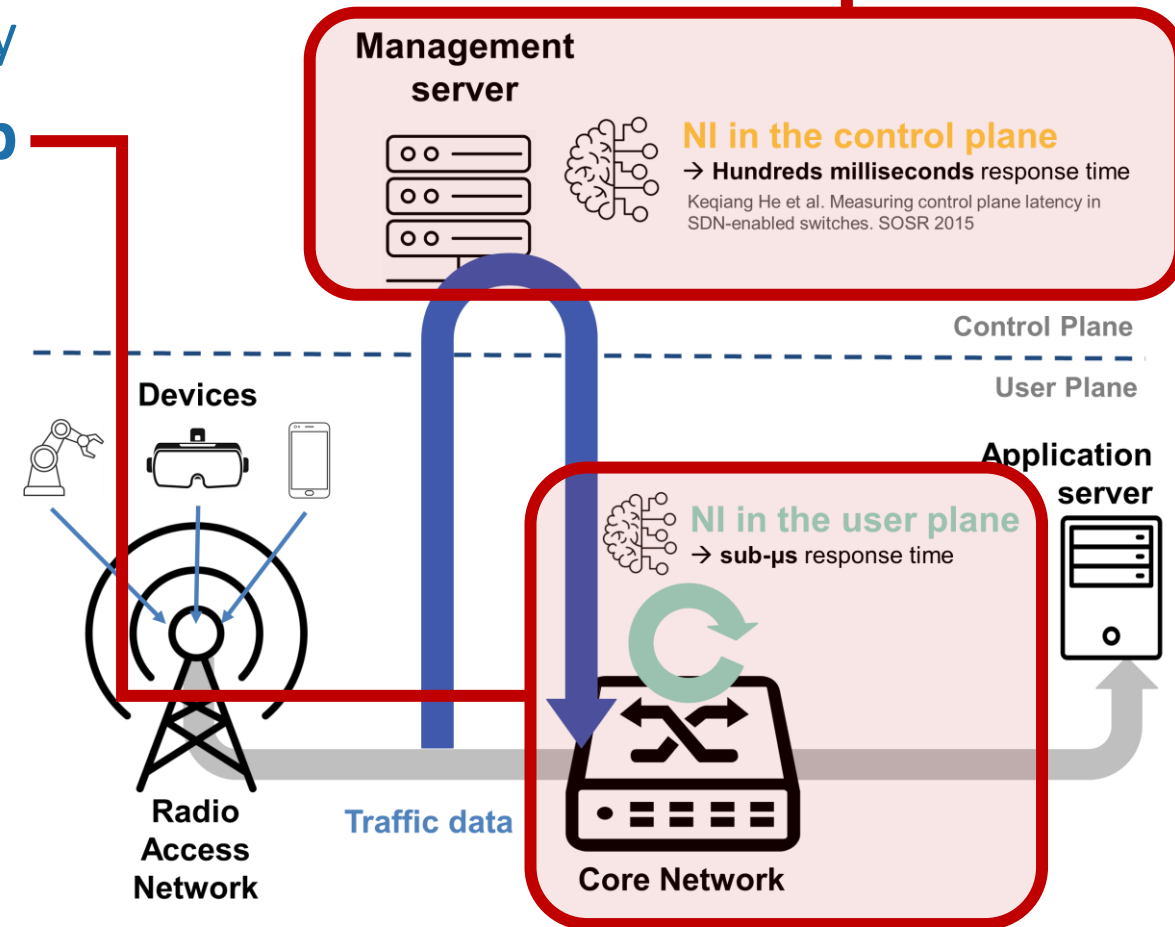 Management
server
NI in the control plane
→ Hundreds milliseconds response time
Keqiang He et al. Measuring control plane latency in
SDN-enabled switches. SOSR 2015
Control Plane
User Plane
Devices
Application
server
NI in the user plane
→ sub-µs response time
Radio
Access
Network
Traffic data
Core Network